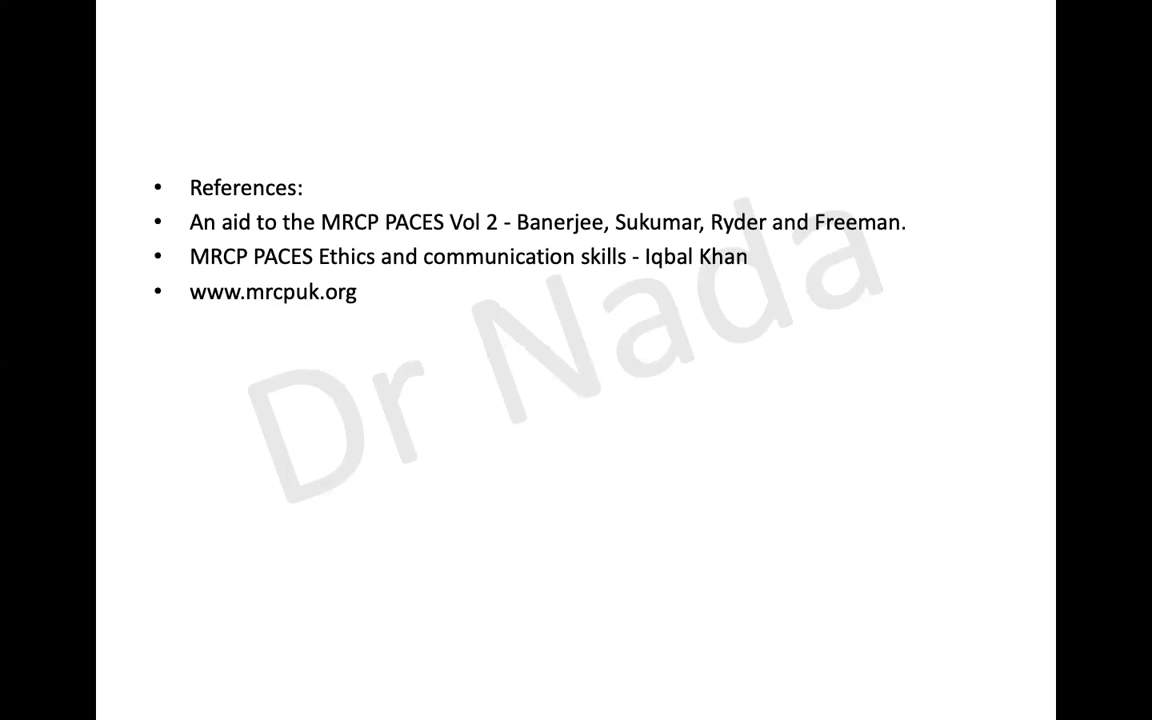 • References:
• An aid to the MRCP PACES Vol 2 - Banerjee, Sukumar, Ryder and Freeman.
• MRCP PACES Ethics and communication skills - Iqbal Khan
• www.mrcpuk.org
Dr Nada